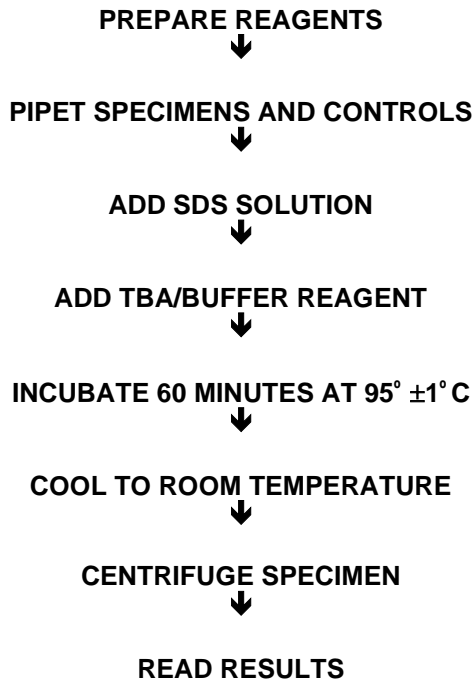 PREPARE REAGENTS
PIPET SPECIMENS AND CONTROLS
ADD SDS SOLUTION
ADD TBA/BUFFER REAGENT
INCUBATE 60 MINUTES AT 95° ±1° C
COOL TO ROOM TEMPERATURE
CENTRIFUGE SPECIMEN
READ RESULTS